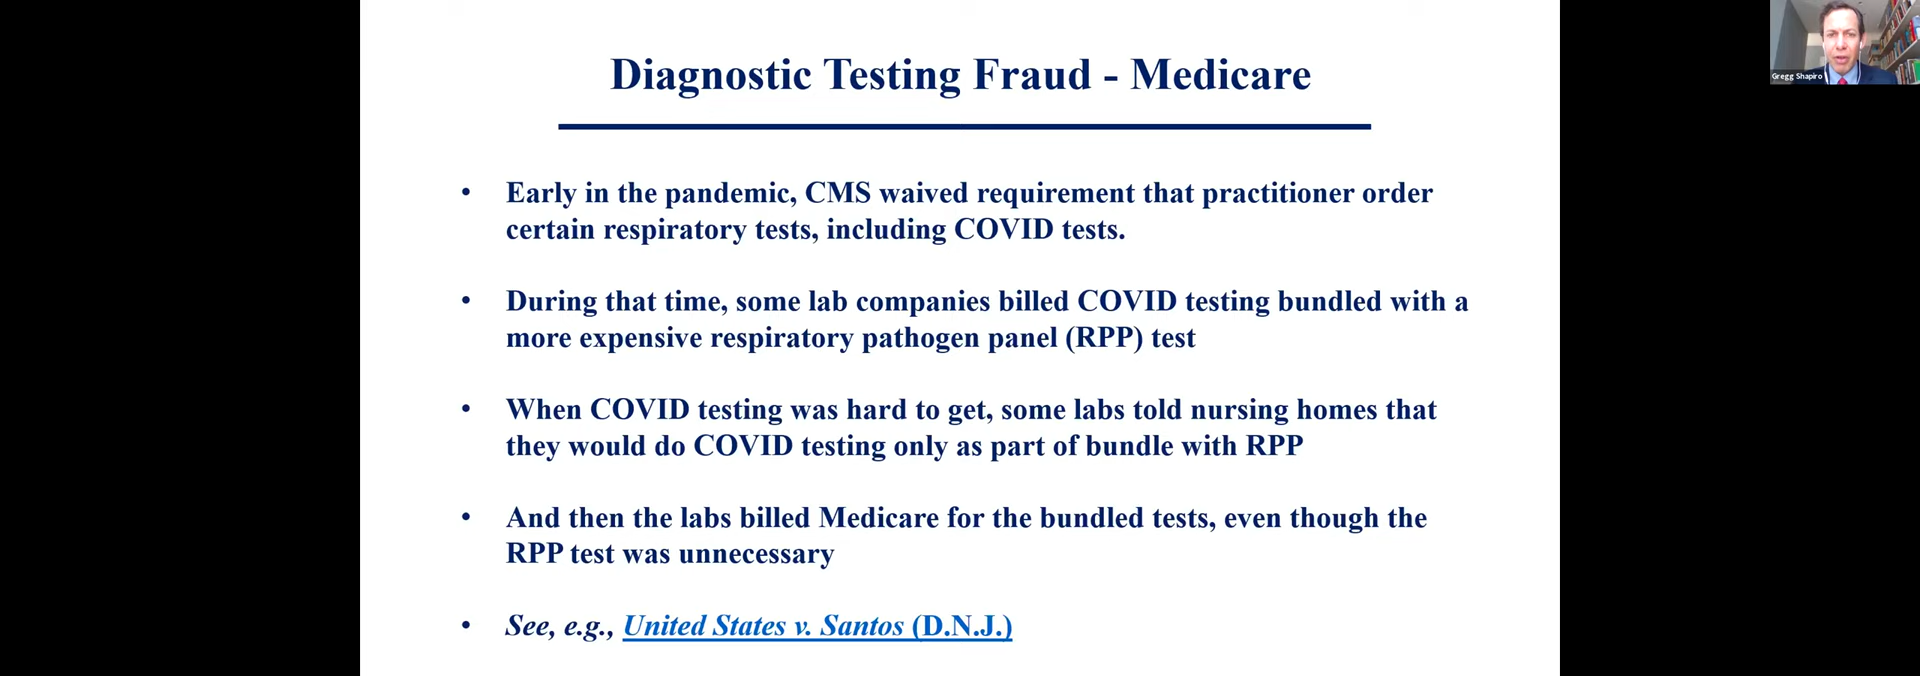 Diagnostic Testing Fraud - Medicare
Gregg Shapiro
• Early in the pandemic, CMS waived requirement that practitioner order
certain respiratory tests, including COVID tests.
• During that time, some lab companies billed COVID testing bundled with a
more expensive respiratory pathogen panel (RPP) test
• When COVID testing was hard to get, some labs told nursing homes that
they would do COVID testing only as part of bundle with RPP
• And then the labs billed Medicare for the bundled tests, even though the
RPP test was unnecessary
• See, e.g., United States v. Santos (D.N.J.)